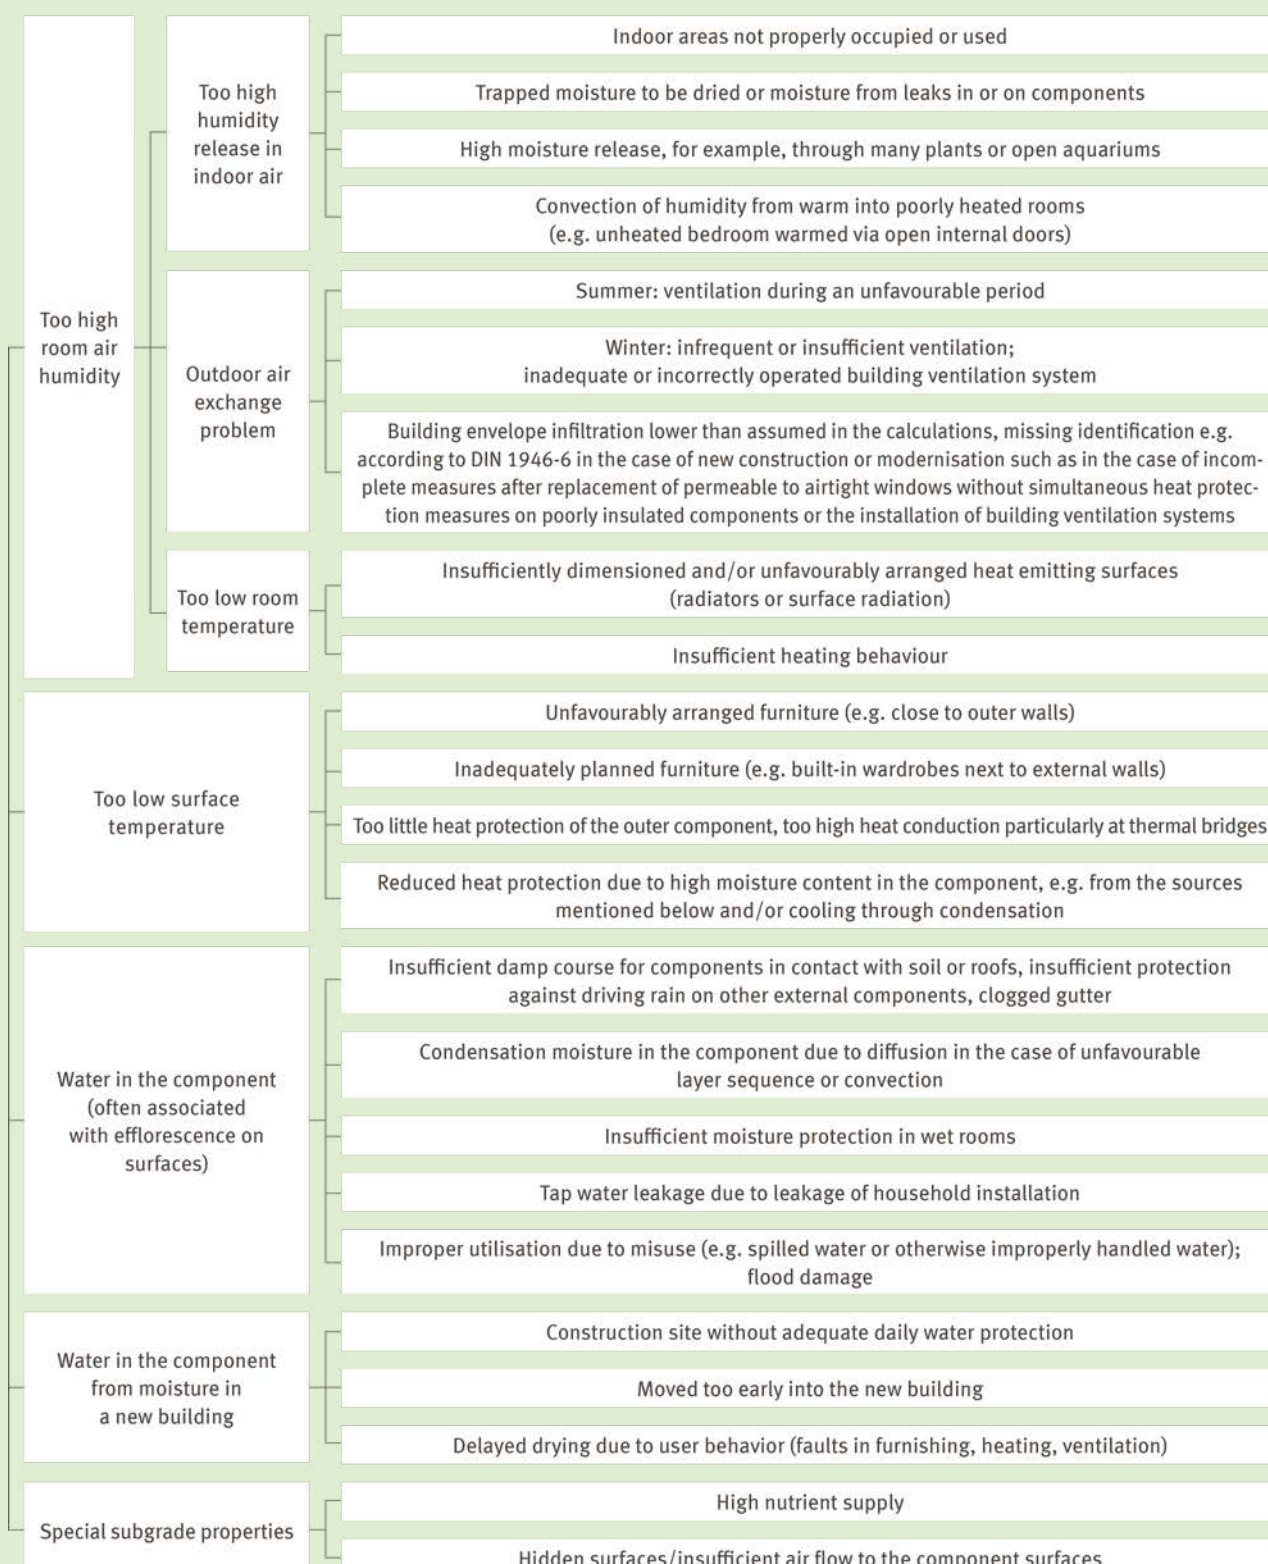 Too high
room air
humidity
Too high
humidity
release in
indoor air
Indoor areas not properly occupied or used
Trapped moisture to be dried or moisture from leaks in or on components
High moisture release, for example, through many plants or open aquariums
Convection of humidity from warm into poorly heated rooms
(e.g. unheated bedroom warmed via open internal doors)
Outdoor air
exchange
problem
Summer: ventilation during an unfavourable period
Winter: infrequent or insufficient ventilation;
inadequate or incorrectly operated building ventilation system
Building envelope infiltration lower than assumed in the calculations, missing identification e.g.
according to DIN 1946-6 in the case of new construction or modernisation such as in the case of incom-
plete measures after replacement of permeable to airtight windows without simultaneous heat protec-
tion measures on poorly insulated components or the installation of building ventilation systems
Too low room
temperature
Insufficiently dimensioned and/or unfavourably arranged heat emitting surfaces
(radiators or surface radiation)
Insufficient heating behaviour
Too low surface
temperature
Unfavourably arranged furniture (e.g. close to outer walls)
Inadequately planned furniture (e.g. built-in wardrobes next to external walls)
Too little heat protection of the outer component, too high heat conduction particularly at thermal bridges
Reduced heat protection due to high moisture content in the component, e.g. from the sources
mentioned below and/or cooling through condensation
Water in the component
(often associated
with efflorescence on
surfaces)
Insufficient damp course for components in contact with soil or roofs, insufficient protection
against driving rain on other external components, clogged gutter
Condensation moisture in the component due to diffusion in the case of unfavourable
layer sequence or convection
Insufficient moisture protection in wet rooms
Tap water leakage due to leakage of household installation
Improper utilisation due to misuse (e.g. spilled water or otherwise improperly handled water);
flood damage
Water in the component
from moisture in
a new building
Construction site without adequate daily water protection
Moved too early into the new building
Delayed drying due to user behavior (faults in furnishing, heating, ventilation)
Special subgrade properties
High nutrient supply
Hidden surfaces/insufficient air flow to the component surfaces